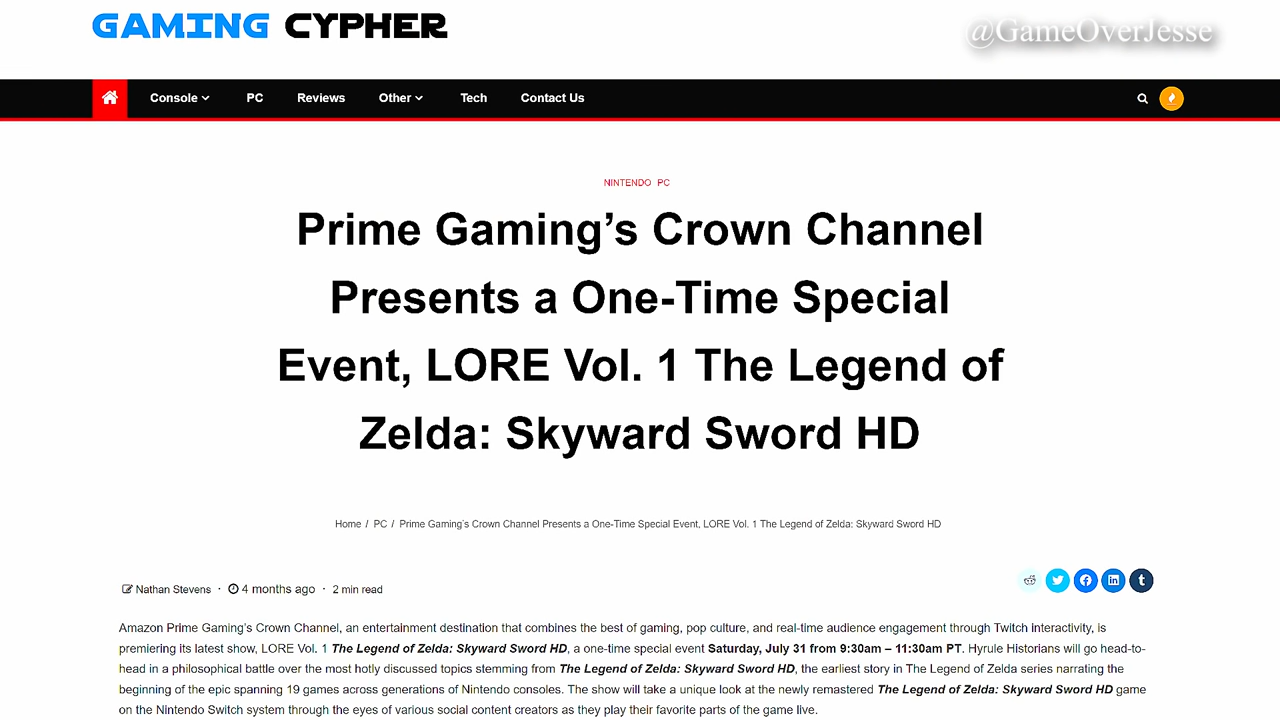 GAMING CYPHER
@GameOverJesse
Console PC Reviews Other Tech Contact Us
NINTENDO PC
Prime Gaming’s Crown Channel
Presents a One-Time Special
Event, LORE Vol. 1 The Legend of
Zelda: Skyward Sword HD
Home / PC / Prime Gaming’s Crown Channel Presents a One-Time Special Event, LORE Vol. 1 The Legend of Zelda: Skyward Sword HD
Nathan Stevens · 4 months ago · 2 min read
Amazon Prime Gaming’s Crown Channel, an entertainment destination that combines the best of gaming, pop culture, and real-time audience engagement through Twitch interactivity, is
premiering its latest show, LORE Vol. 1 The Legend of Zelda: Skyward Sword HD, a one-time special event Saturday, July 31 from 9:30am – 11:30am PT. Hyrule Historians will go head-to-
head in a philosophical battle over the most hotly discussed topics stemming from The Legend of Zelda: Skyward Sword HD, the earliest story in The Legend of Zelda series narrating the
beginning of the epic spanning 19 games across generations of Nintendo consoles. The show will take a unique look at the newly remastered The Legend of Zelda: Skyward Sword HD game
on the Nintendo Switch system through the eyes of various social content creators as they play their favorite parts of the game live.